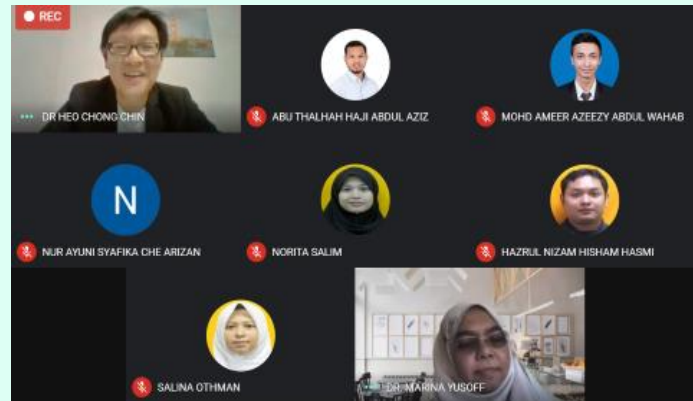 REC
DR HEO CHONG CHIN
ABU THALHAH HAJI ABDUL AZIZ
MOHD AMEER AZEEZY ABDUL WAHAB
N
NUR AYUNI SYAFIKA CHE ARIZAN
NORITA SALIM
HAZRUL NIZAM HISHAM HASMI
SALINA OTHMAN
DR. MARINA YUSOFF